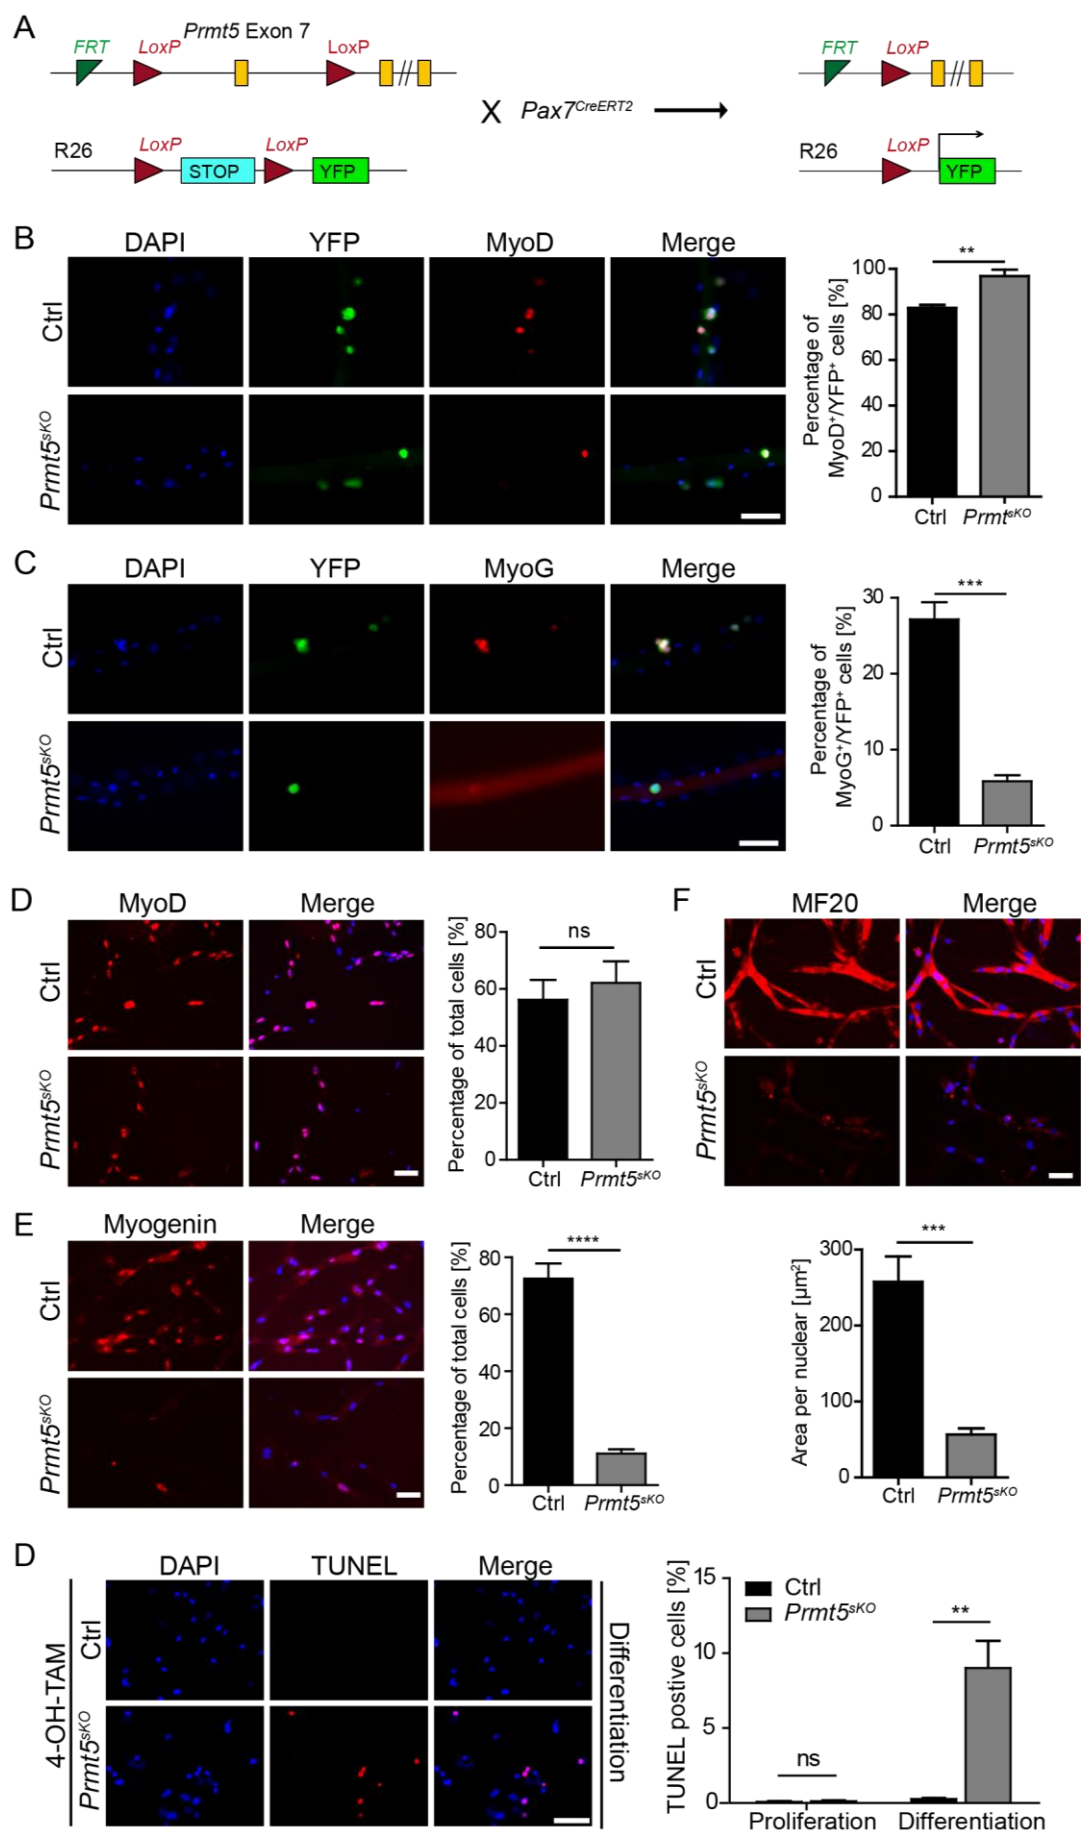 A
Prmt5 Exon 7
FRT LoxP LoxP
FRT LoxP
X Pax7CreERT2
R26 LoxP STOP LoxP YFP
R26 LoxP YFP
B
DAPI YFP MyoD Merge
Ctrl
Prmt5sKO
Percentage of
MyoD+/YFP+ cells [%]
100
80
60
40
20
0
**
Ctrl PrmtsKO
C
DAPI YFP MyoG Merge
Ctrl
Prmt5sKO
Percentage of
MyoG+/YFP+ cells [%]
30
20
10
0
***
Ctrl Prmt5sKO
D
MyoD Merge
Ctrl
Prmt5sKO
Percentage of total cells [%]
80
60
40
20
0
ns
Ctrl Prmt5sKO
F
MF20 Merge
Ctrl
Prmt5sKO
E
Myogenin Merge
Ctrl
Prmt5sKO
Percentage of total cells [%]
80
60
40
20
0
****
Ctrl Prmt5sKO
Area per nuclear [µm2]
300
200
100
0
***
Ctrl Prmt5sKO
D
DAPI TUNEL Merge
4-OH-TAM
Ctrl
Prmt5sKO
Differentiation
TUNEL postive cells [%]
15
10
5
0
Ctrl
Prmt5sKO
ns
**
Proliferation Differentiation